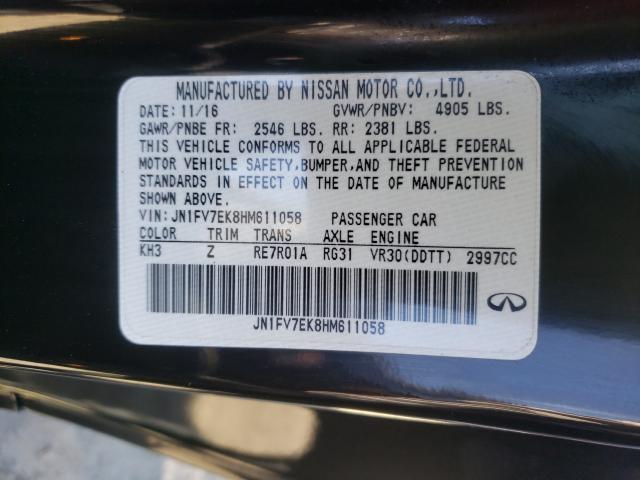 MANUFACTURED BY NISSAN MOTOR CO.,LTD.
DATE: 11/16 GVWR/PNBV: 4905 LBS.
GAWR/PNBE FR: 2546 LBS. RR: 2381 LBS.
THIS VEHICLE CONFORMS TO ALL APPLICABLE FEDERAL
MOTOR VEHICLE SAFETY,BUMPER,AND THEFT PREVENTION
STANDARDS IN EFFECT ON THE DATE OF MANUFACTURE
SHOWN ABOVE.
VIN: JN1FV7EK8HM611058 PASSENGER CAR
COLOR TRIM TRANS AXLE ENGINE
KH3 Z RE7R01A RG31 VR30(DDTT) 2997CC
JN1FV7EK8HM611058